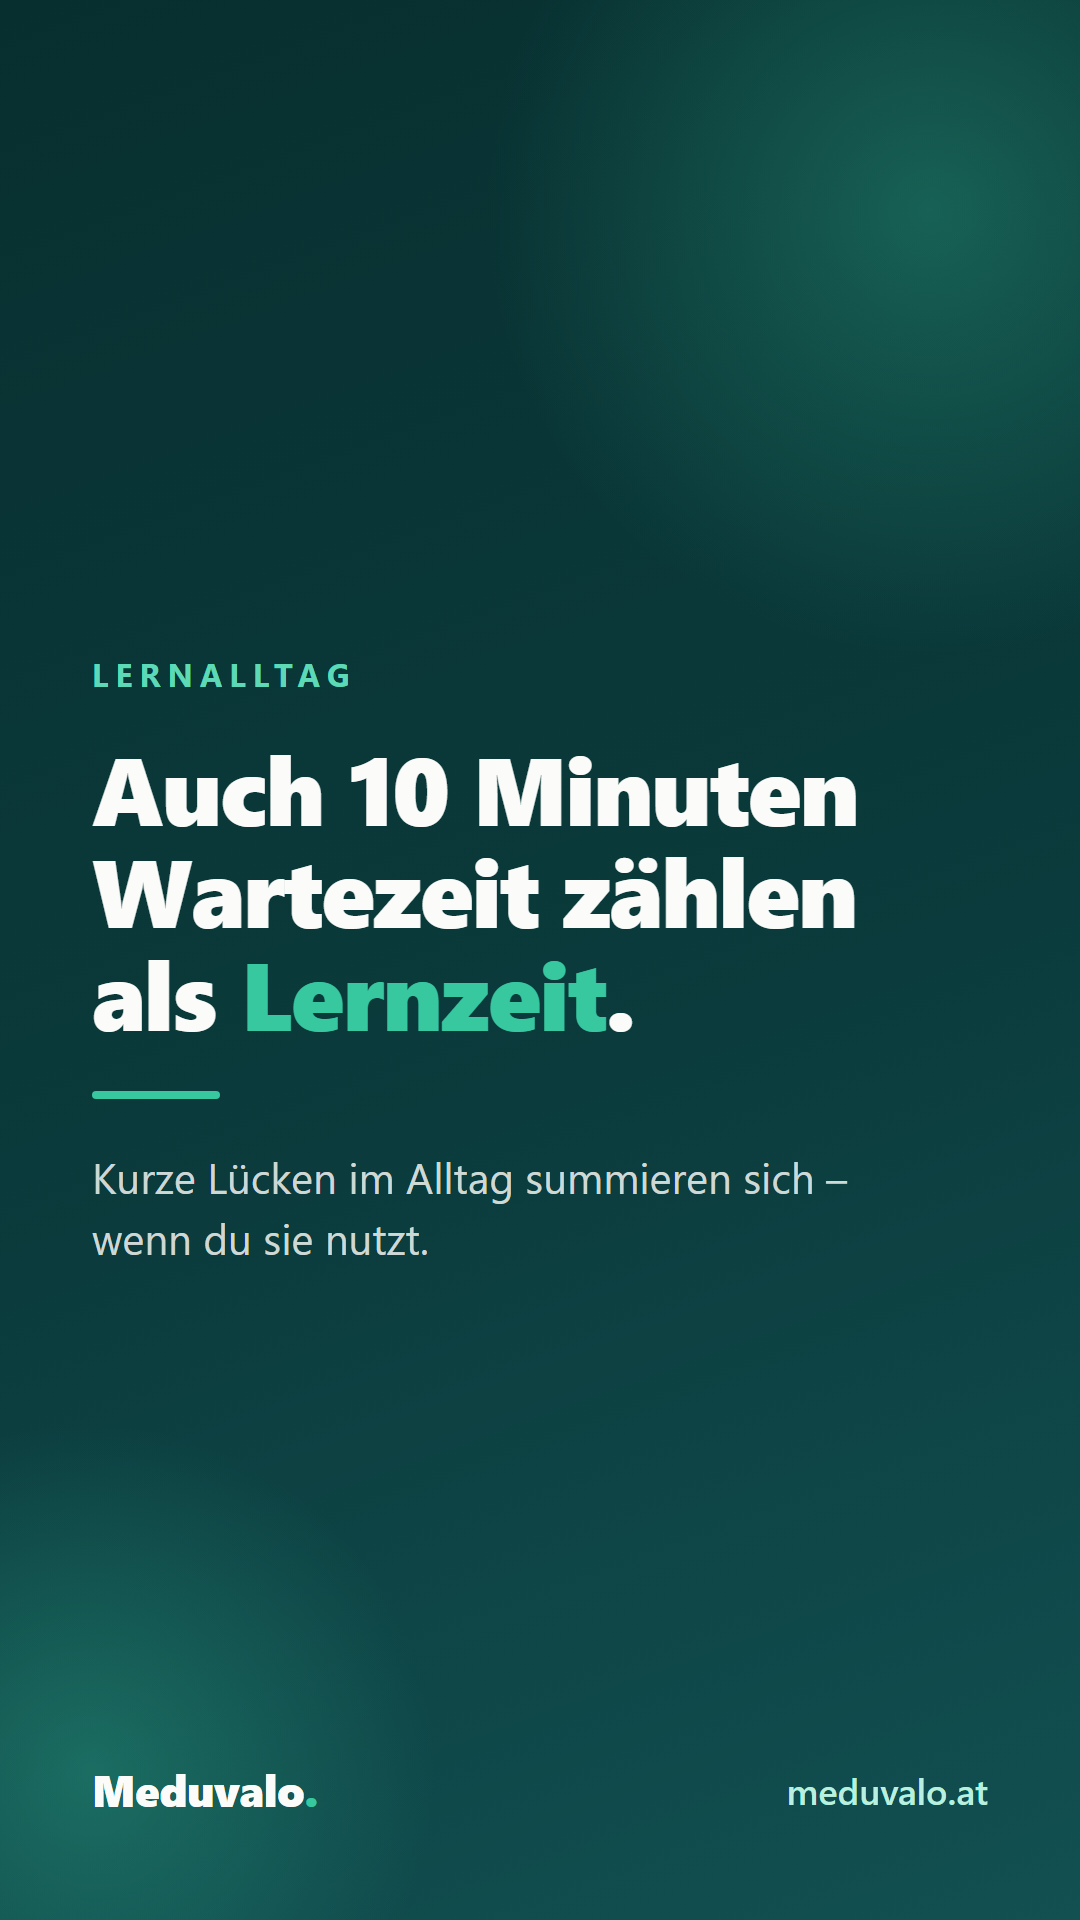 LERNALLTAG
Auch 10 Minuten
Wartezeit zählen
als Lernzeit.
Kurze Lücken im Alltag summieren sich –
wenn du sie nutzt.
Meduvalo.
meduvalo.at